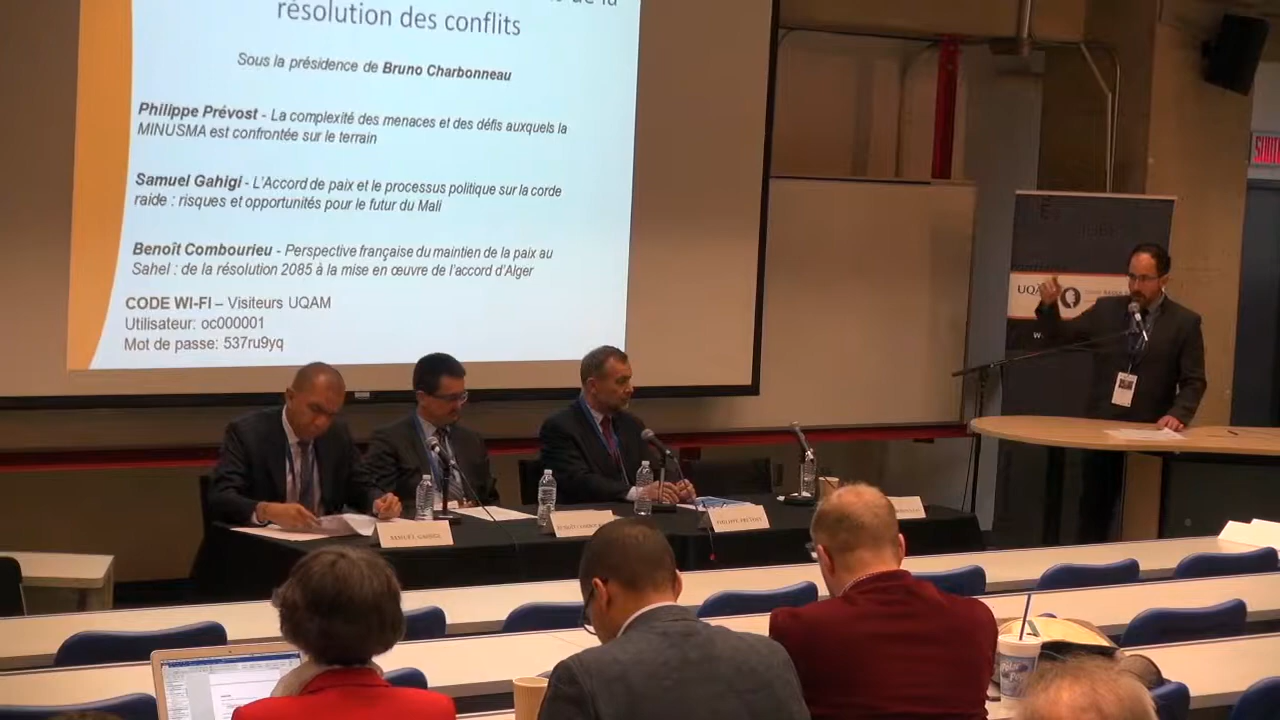 de la
résolution des conflits
Sous la présidence de Bruno Charbonneau
Philippe Prévost - La complexité des menaces et des défis auxquels la
MINUSMA est confrontée sur le terrain
Samuel Gahigi - L'Accord de paix et le processus politique sur la corde
raide : risques et opportunités pour le futur du Mali
Benoît Combourieu - Perspective française du maintien de la paix au
Sahel : de la résolution 2085 à la mise en œuvre de l'accord d'Alger
CODE WI-FI – Visiteurs UQAM
Utilisateur: oc000001
Mot de passe: 537ru9yq
UQAM
SAMUEL GAHIGI
PHILIPPE PRÉVOST